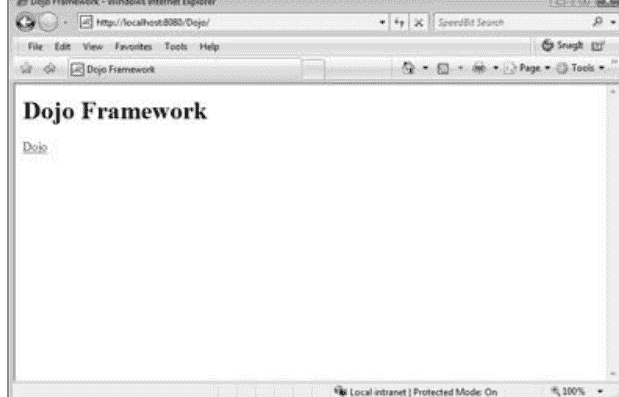 Dojo Framework - Windows Internet Explorer
http://localhost:8080/Dojo/
SpeedBit Search
File Edit View Favorites Tools Help
SnagIt
Dojo Framework
Page Tools
Dojo Framework
Dojo
Local intranet | Protected Mode: On
100%